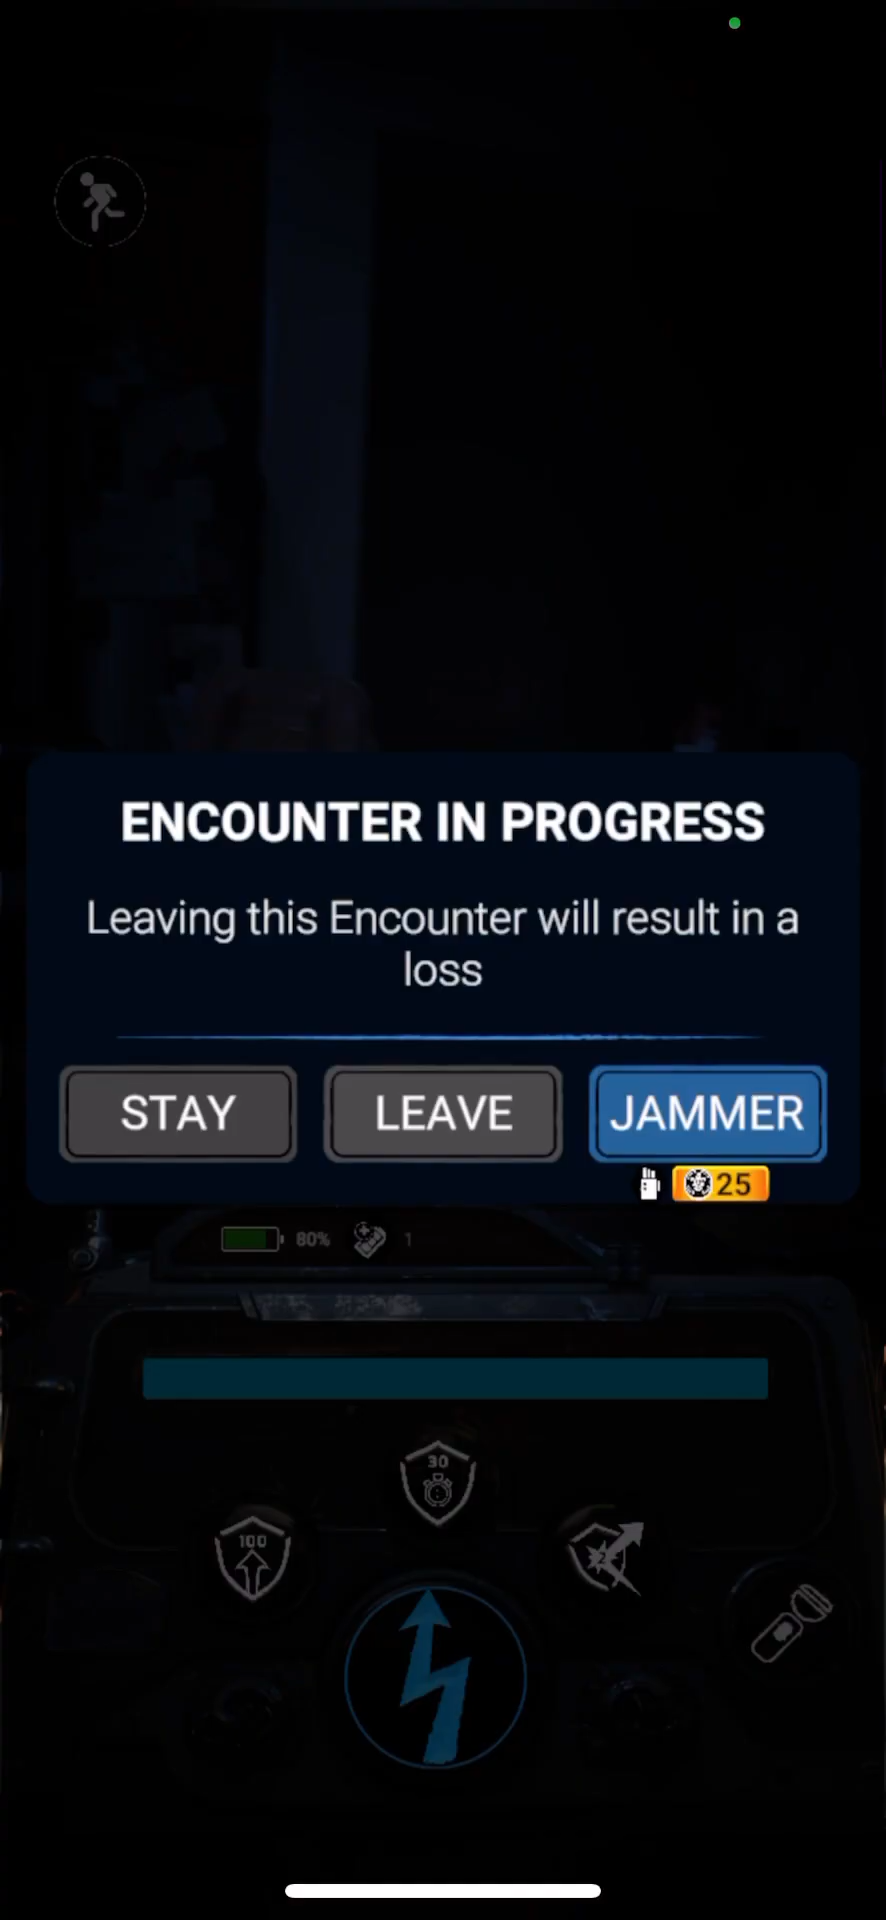 ENCOUNTER IN PROGRESS
Leaving this Encounter will result in a
loss
STAY
LEAVE
JAMMER
25
80%
1
30
100